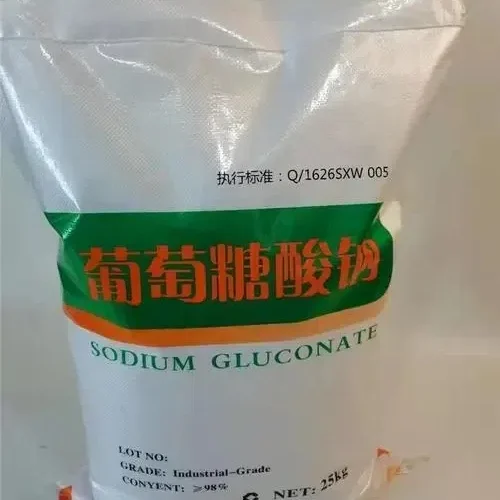 执行标准：Q/1626SXW 005
葡萄糖酸钠
SODIUM GLUCONATE
LOT NO:
GRADE: Industrial-Grade
CONYENT: ≥98%
NET: 25kg